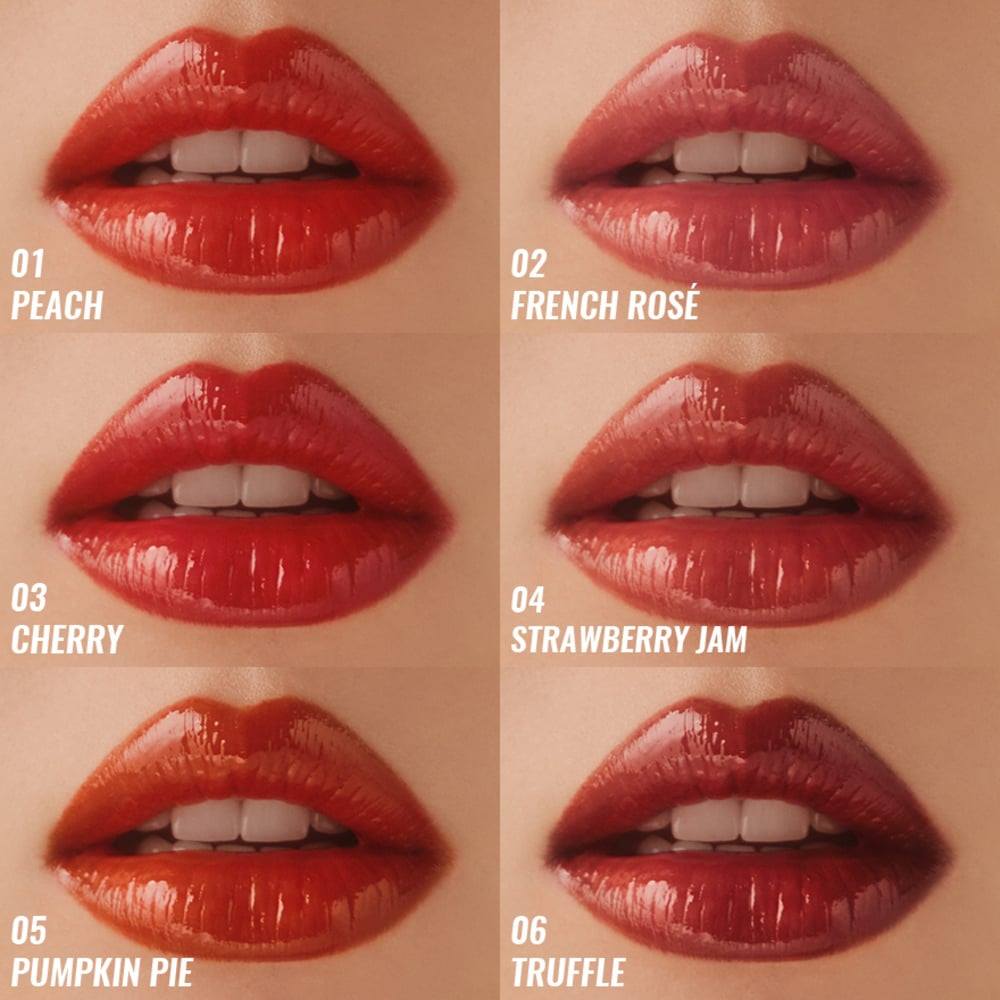 01
PEACH
02
FRENCH ROSÉ
03
CHERRY
04
STRAWBERRY JAM
05
PUMPKIN PIE
06
TRUFFLE